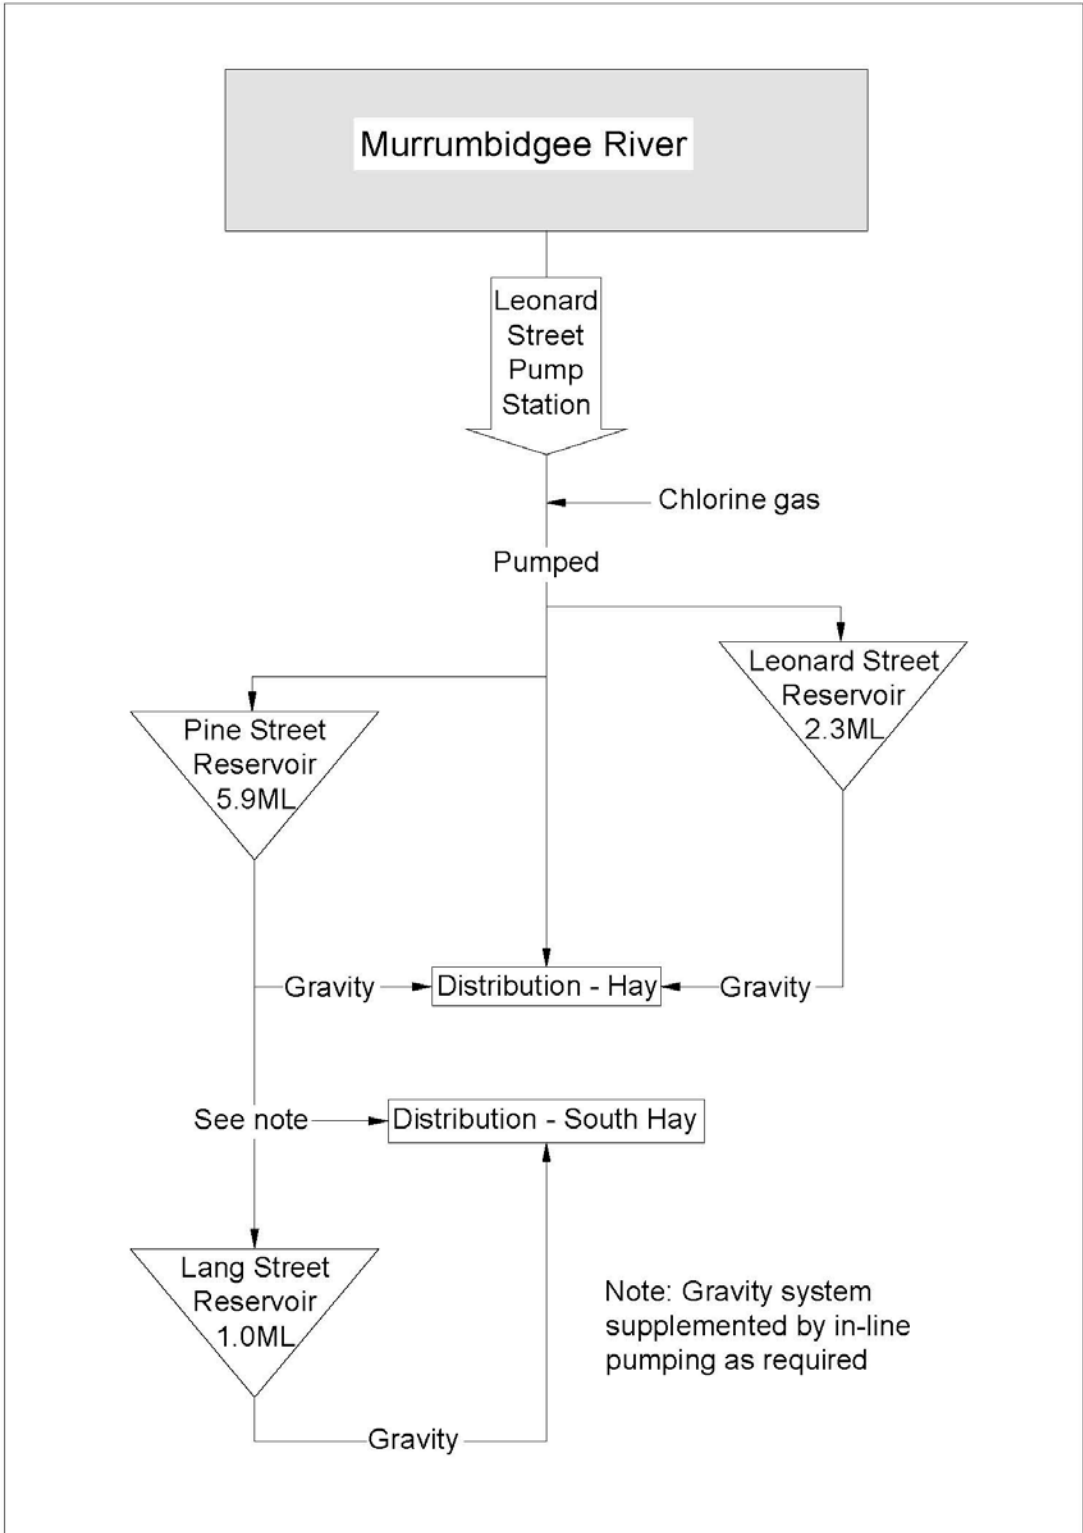 Murrumbidgee River
Leonard
Street
Pump
Station
Chlorine gas
Pumped
Leonard Street
Reservoir
2.3ML
Pine Street
Reservoir
5.9ML
Gravity
Distribution - Hay
Gravity
See note
Distribution - South Hay
Lang Street
Reservoir
1.0ML
Note: Gravity system
supplemented by in-line
pumping as required
Gravity